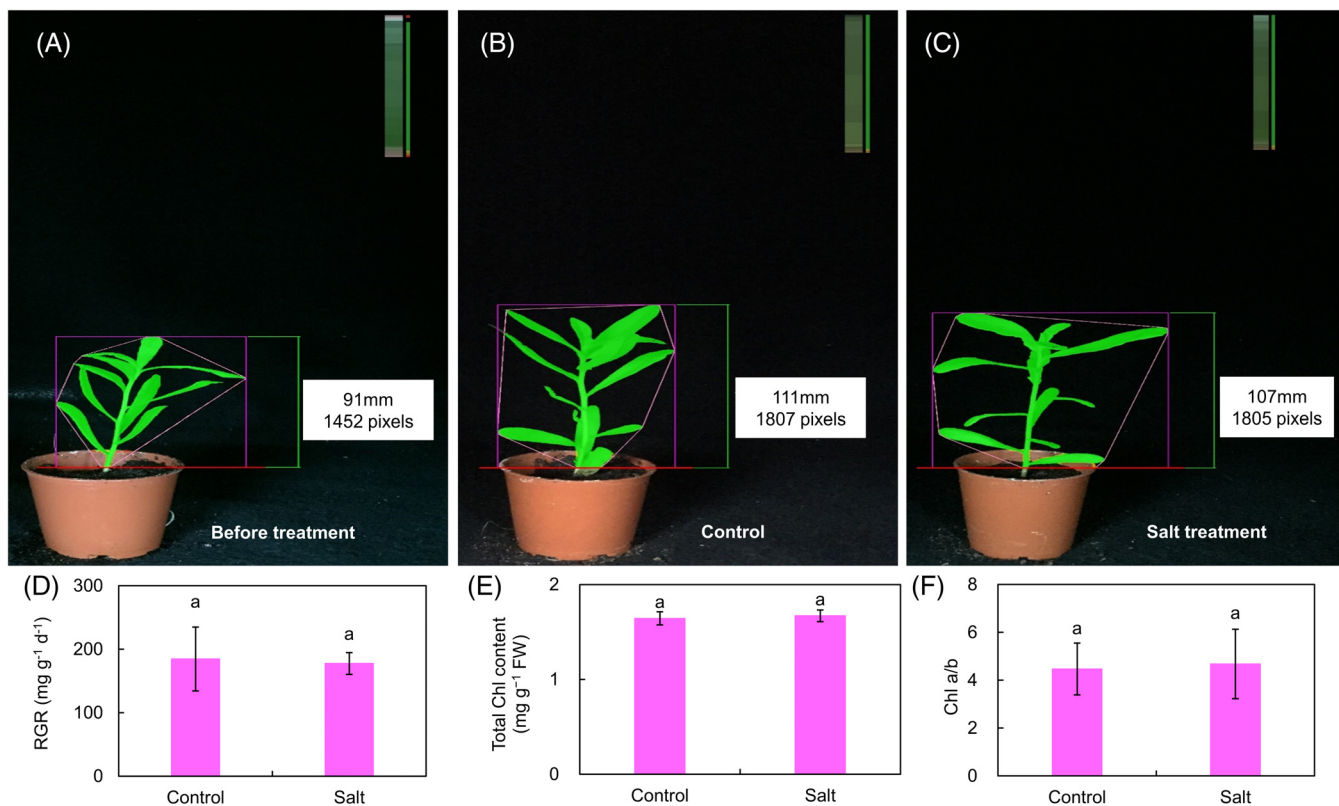 (A)
91mm
1452 pixels
Before treatment
(B)
111mm
1807 pixels
Control
(C)
107mm
1805 pixels
Salt treatment
(D)
RGR (mg g⁻¹ d⁻¹)
300
200
100
0
a
a
Control
Salt
(E)
Total Chl content
(mg g⁻¹ FW)
2
1
0
a
a
Control
Salt
(F)
Chl a/b
8
6
4
2
0
a
a
Control
Salt